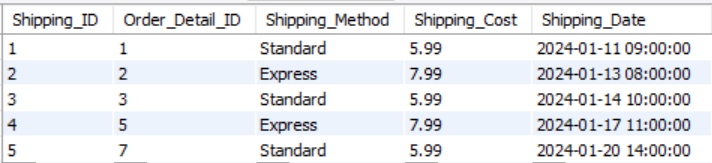 Shipping_ID Order_Detail_ID Shipping_Method Shipping_Cost Shipping_Date
1 1 Standard 5.99 2024-01-11 09:00:00
2 2 Express 7.99 2024-01-13 08:00:00
3 3 Standard 5.99 2024-01-14 10:00:00
4 5 Express 7.99 2024-01-17 11:00:00
5 7 Standard 5.99 2024-01-20 14:00:00